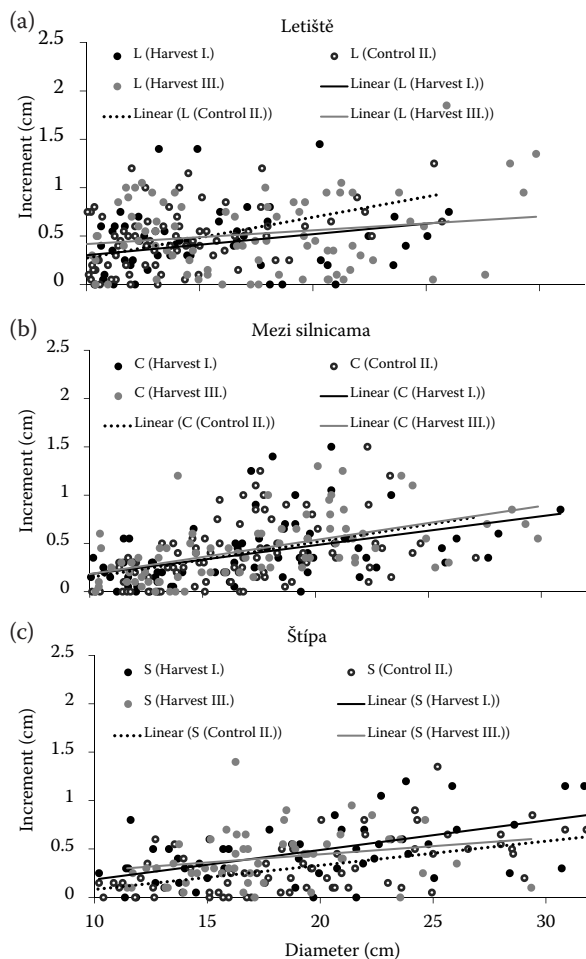 (a)
Letiště
2.5
L (Harvest I.) L (Control II.)
2
L (Harvest III.) Linear (L (Harvest I.))
Linear (L (Control II.)) Linear (L (Harvest III.))
1.5
1
0.5
0
Increment (cm)
(b)
Mezi silnicama
2.5
C (Harvest I.) C (Control II.)
2
C (Harvest III.) Linear (C (Harvest I.))
Linear (C (Control II.)) Linear (C (Harvest III.))
1.5
1
0.5
0
Increment (cm)
(c)
Štípa
2.5
S (Harvest I.) S (Control II.)
2
S (Harvest III.) Linear (S (Harvest I.))
Linear (S (Control II.)) Linear (S (Harvest III.))
1.5
1
0.5
0
Increment (cm)
10 15 20 25 30
Diameter (cm)